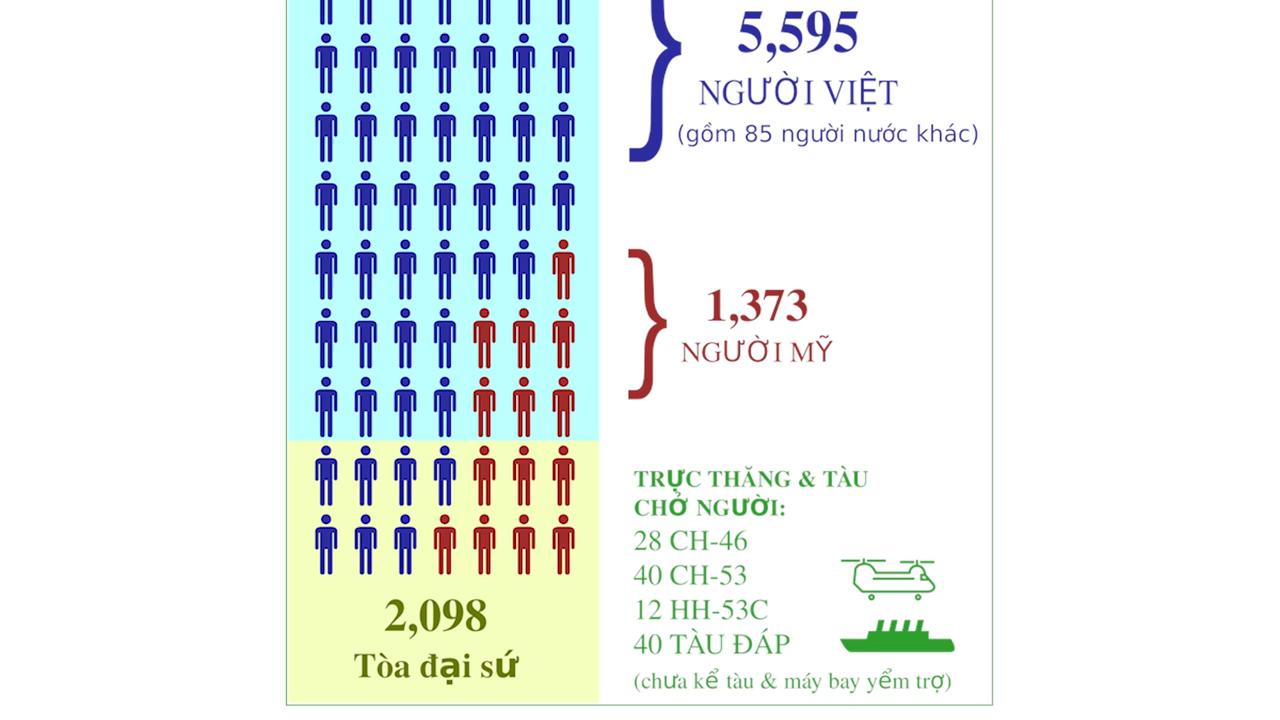 5,595
NGƯỜI VIỆT
(gồm 85 người nước khác)
1,373
NGƯỜI MỸ
TRỰC THĂNG & TÀU
CHỞ NGƯỜI:
28 CH-46
40 CH-53
12 HH-53C
40 TÀU ĐÁP
(chưa kể tàu & máy bay yểm trợ)
2,098
Tòa đại sứ